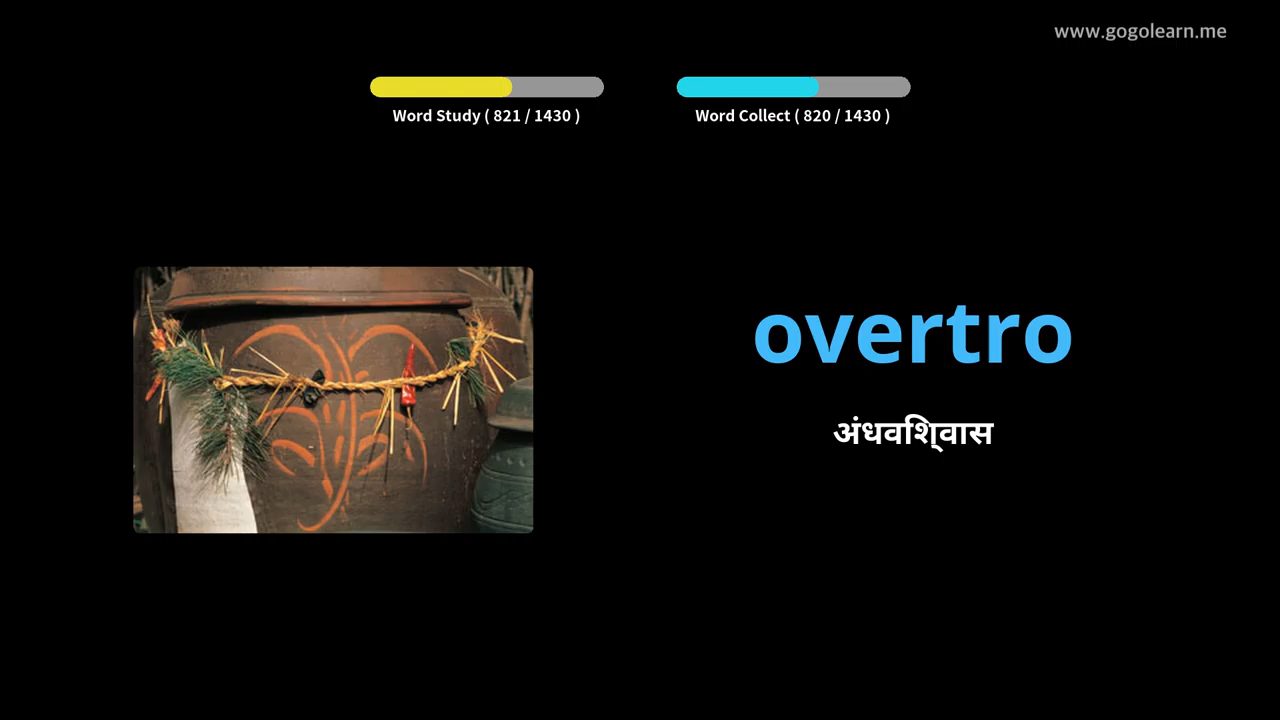 www.gogolearn.me
Word Study ( 821 / 1430 )
Word Collect ( 820 / 1430 )
overtro
अंधवश्विास